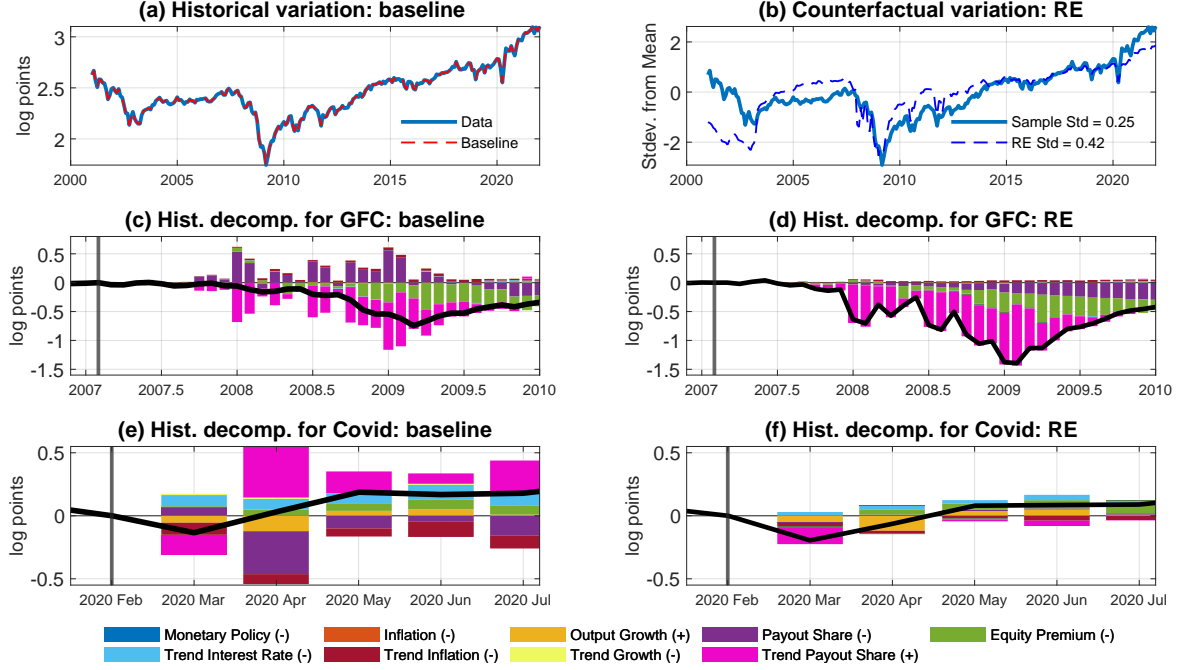 (a) Historical variation: baseline
log points
3
2.5
2
Data
Baseline
2000 2005 2010 2015 2020
(b) Counterfactual variation: RE
Stdev. from Mean
2
0
-2
Sample Std = 0.25
RE Std = 0.42
2000 2005 2010 2015 2020
(c) Hist. decomp. for GFC: baseline
log points
0.5
0
-0.5
-1
-1.5
2007 2007.5 2008 2008.5 2009 2009.5 2010
(d) Hist. decomp. for GFC: RE
log points
0.5
0
-0.5
-1
-1.5
2007 2007.5 2008 2008.5 2009 2009.5 2010
(e) Hist. decomp. for Covid: baseline
log points
0.5
0
-0.5
2020 Feb 2020 Mar 2020 Apr 2020 May 2020 Jun 2020 Jul
(f) Hist. decomp. for Covid: RE
log points
0.5
0
-0.5
2020 Feb 2020 Mar 2020 Apr 2020 May 2020 Jun 2020 Jul
Monetary Policy (-) Inflation (-) Output Growth (+) Payout Share (-) Equity Premium (-)
Trend Interest Rate (-) Trend Inflation (-) Trend Growth (-) Trend Payout Share (+)